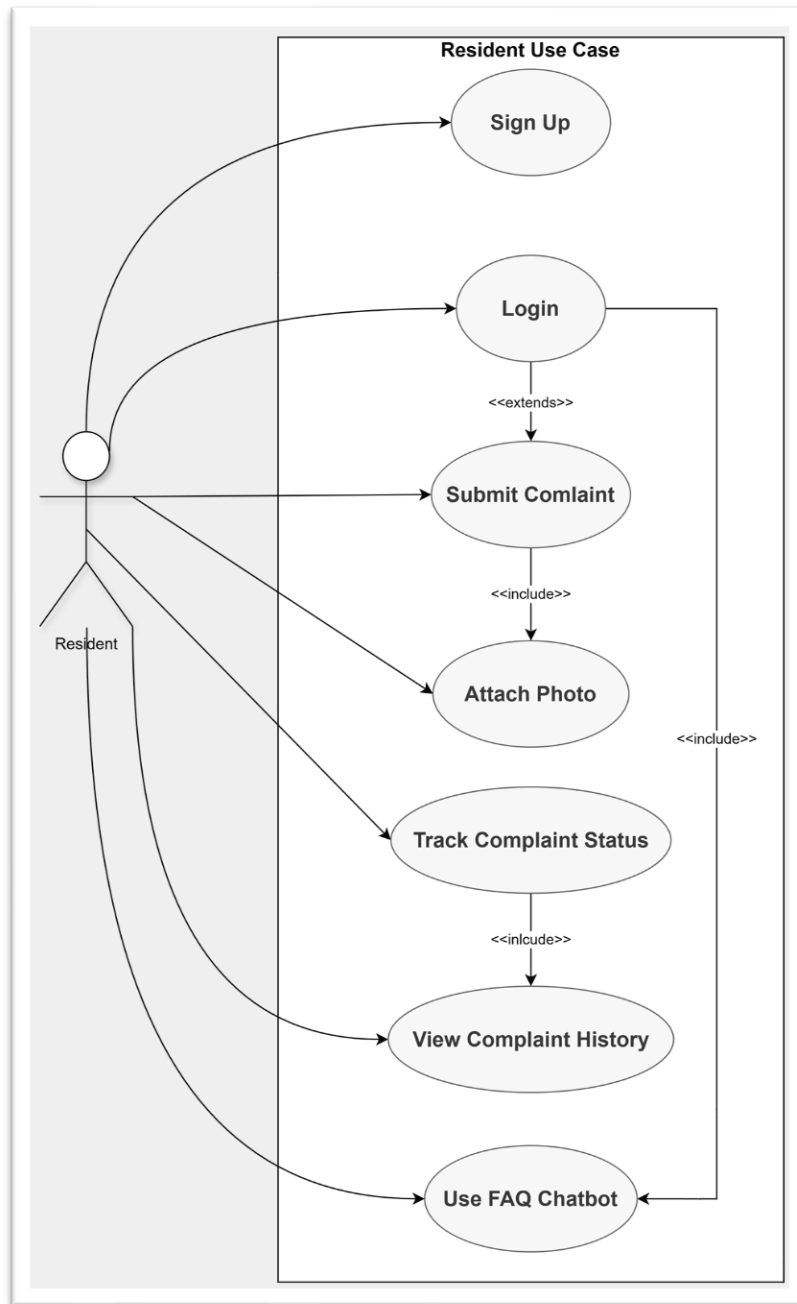 Resident Use Case
Sign Up
Login
<<extends>>
Submit Comlaint
<<include>>
Resident
Attach Photo
<<include>>
Track Complaint Status
<<inlcude>>
View Complaint History
Use FAQ Chatbot